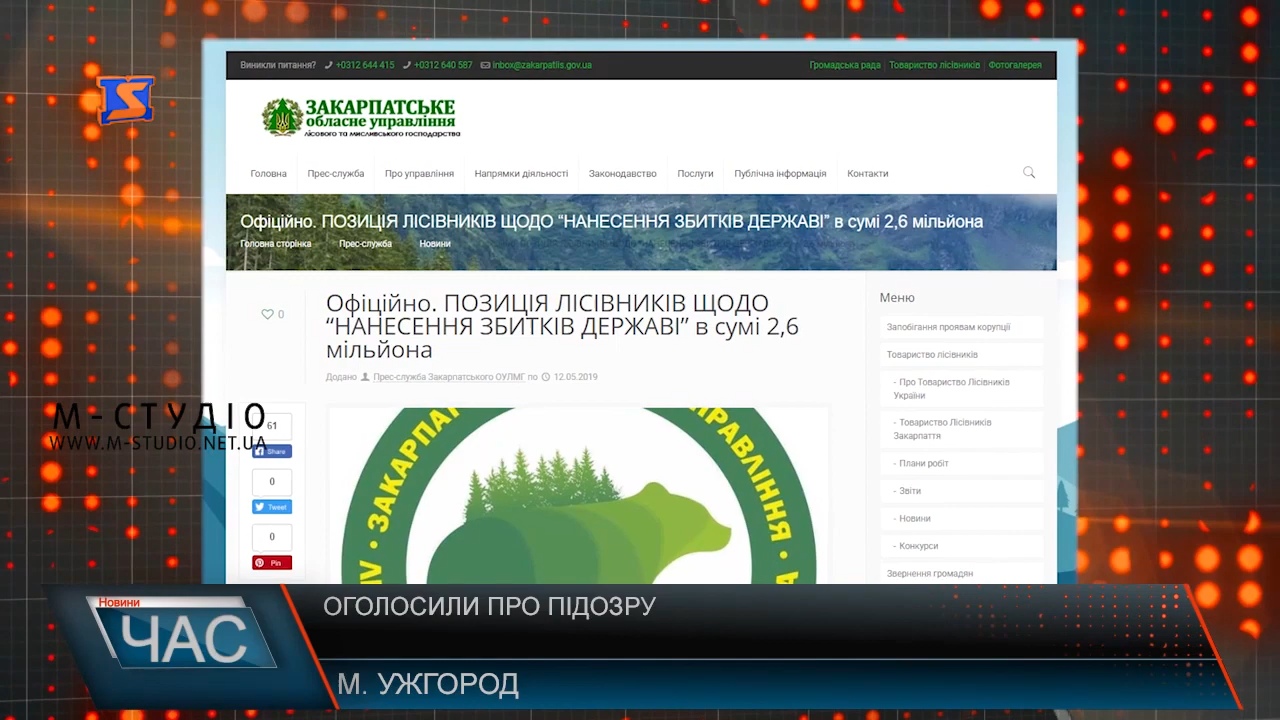 Виникли питання? +0312 644 415 +0312 640 587 inbox@zakarpatlis.gov.ua Громадська рада Товариство лісівників Фотогалерея
S
ЗАКАРПАТСЬКЕ
обласне управління
лісового та мисливського господарства
Головна Прес-служба Про управління Напрямки діяльності Законодавство Послуги Публічна інформація Контакти
Офіційно. ПОЗИЦІЯ ЛІСІВНИКІВ ЩОДО “НАНЕСЕННЯ ЗБИТКІВ ДЕРЖАВІ” в сумі 2,6 мільйона
Головна сторінка Прес-служба Новини
0
Офіційно. ПОЗИЦІЯ ЛІСІВНИКІВ ЩОДО
“НАНЕСЕННЯ ЗБИТКІВ ДЕРЖАВІ” в сумі 2,6
мільйона
Додано Прес-служба Закарпатського ОУЛМГ по 12.05.2019
Меню
Запобігання проявам корупції
Товариство лісівників
- Про Товариство Лісівників
України
- Товариство Лісівників
Закарпаття
- Плани робіт
- Звіти
- Новини
- Конкурси
Звернення громадян
М-СТУДІО
WWW.M-STUDIO.NET.UA
61
Share
0
Tweet
0
Pin
Новини
ЧАС
ОГОЛОСИЛИ ПРО ПІДОЗРУ
М. УЖГОРОД